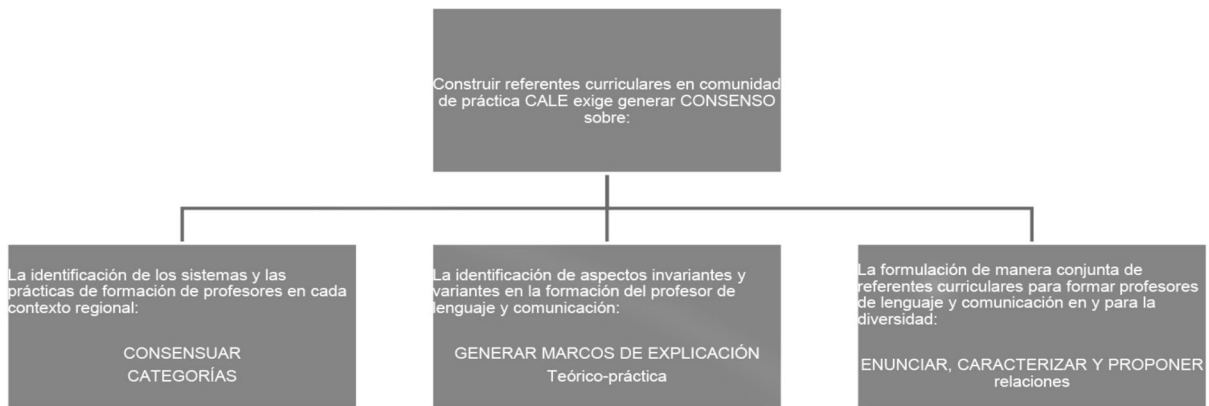 Construir referentes curriculares en comunidad
de práctica CALE exige generar CONSENSO
sobre:
La identificación de los sistemas y las
prácticas de formación de profesores en cada
contexto regional:
CONSENSUAR
CATEGORÍAS
La identificación de aspectos invariantes y
variantes en la formación del profesor de
lenguaje y comunicación:
GENERAR MARCOS DE EXPLICACIÓN
Teórico-práctica
La formulación de manera conjunta de
referentes curriculares para formar profesores
de lenguaje y comunicación en y para la
diversidad:
ENUNCIAR, CARACTERIZAR Y PROPONER
relaciones